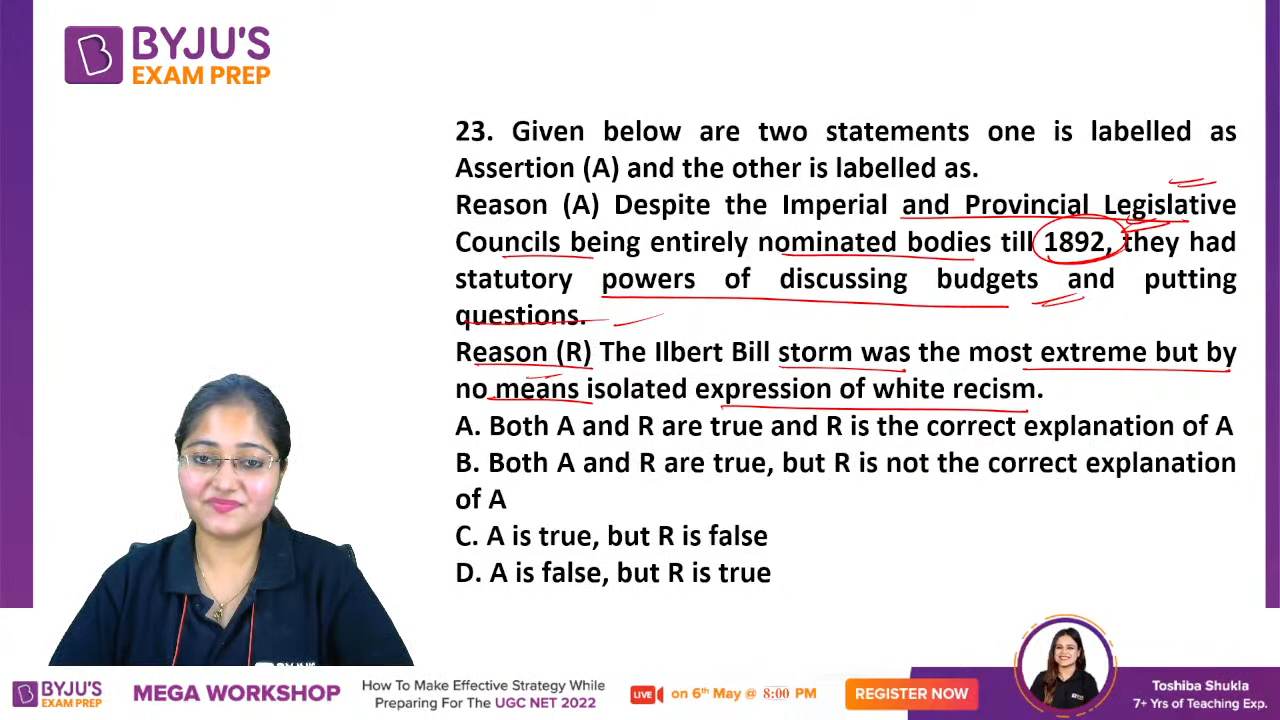 BYJU'S
EXAM PREP
23. Given below are two statements one is labelled as
Assertion (A) and the other is labelled as.
Reason (A) Despite the Imperial and Provincial Legislative
Councils being entirely nominated bodies till 1892, they had
statutory powers of discussing budgets and putting
questions.
Reason (R) The Ilbert Bill storm was the most extreme but by
no means isolated expression of white recism.
A. Both A and R are true and R is the correct explanation of A
B. Both A and R are true, but R is not the correct explanation
of A
C. A is true, but R is false
D. A is false, but R is true
BYJU'S
EXAM PREP
MEGA WORKSHOP
How To Make Effective Strategy While
Preparing For The UGC NET 2022
LIVE on 6th May @ 8:00 PM
REGISTER NOW
Toshiba Shukla
7+ Yrs of Teaching Exp.